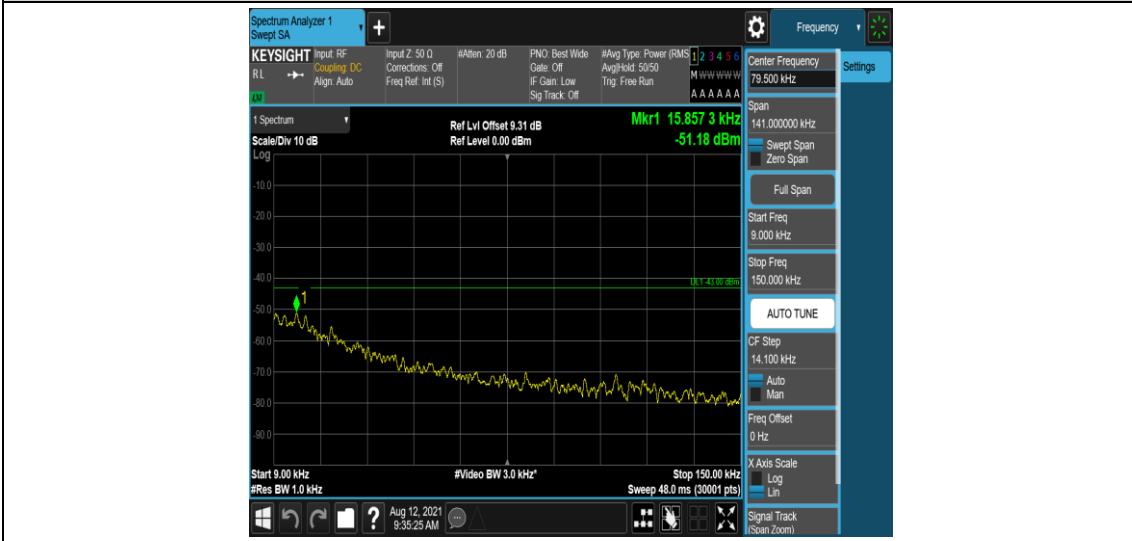 Spectrum Analyzer 1
Swept SA
+
Frequency
KEYSIGHT
RL
Input: RF
Coupling: DC
Align: Auto
Input Z: 50 Ω
Corrections: Off
Freq Ref: Int (S)
#Atten: 20 dB
PNO: Best Wide
Gate: Off
IF Gain: Low
Sig Track: Off
#Avg Type: Power (RMS
Avg|Hold: 50/50
Trig: Free Run
1 2 3 4 5 6
M W W W W W
A A A A A A
1 Spectrum
Scale/Div 10 dB
Ref Lvl Offset 9.31 dB
Ref Level 0.00 dBm
Mkr1 15.857 3 kHz
-51.18 dBm
Log
-10.0
-20.0
-30.0
-40.0
-50.0
-60.0
-70.0
-80.0
-90.0
DL1 -43.00 dBm
1
Start 9.00 kHz
#Res BW 1.0 kHz
#Video BW 3.0 kHz*
Stop 150.00 kHz
Sweep 48.0 ms (30001 pts)
?
Aug 12, 2021
9:35:25 AM
Center Frequency
79.500 kHz
Settings
Span
141.000000 kHz
Swept Span
Zero Span
Full Span
Start Freq
9.000 kHz
Stop Freq
150.000 kHz
AUTO TUNE
CF Step
14.100 kHz
Auto
Man
Freq Offset
0 Hz
X Axis Scale
Log
Lin
Signal Track
(Span Zoom)